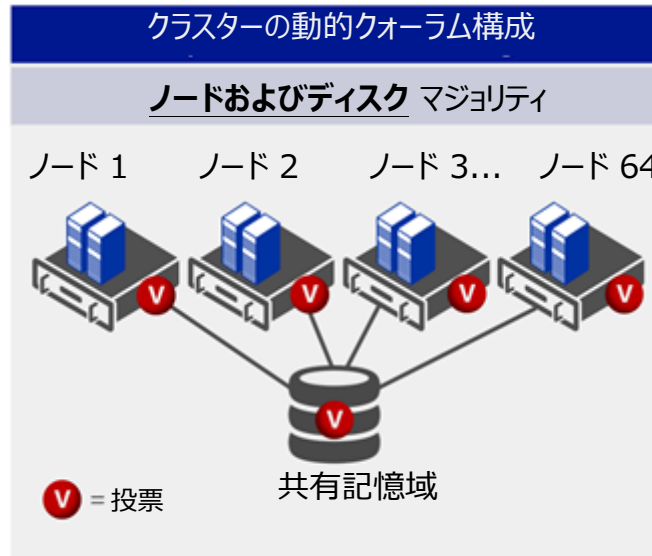 クラスターの動的クォーラム構成
ノードおよびディスク マジョリティ
ノード 1 ノード 2 ノード 3... ノード 64
V V V V
V
V = 投票
共有記憶域